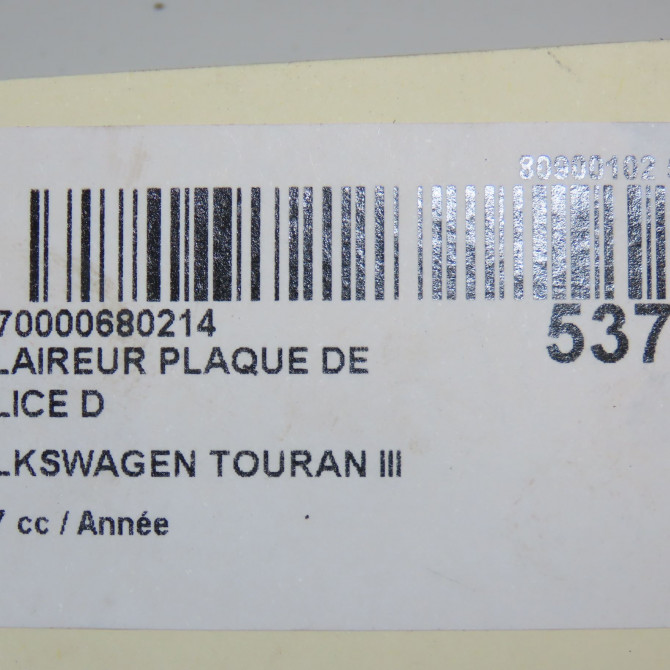 80900102
70000680214
537
LAIREUR PLAQUE DE
LICE D
LKSWAGEN TOURAN III
7 cc / Année